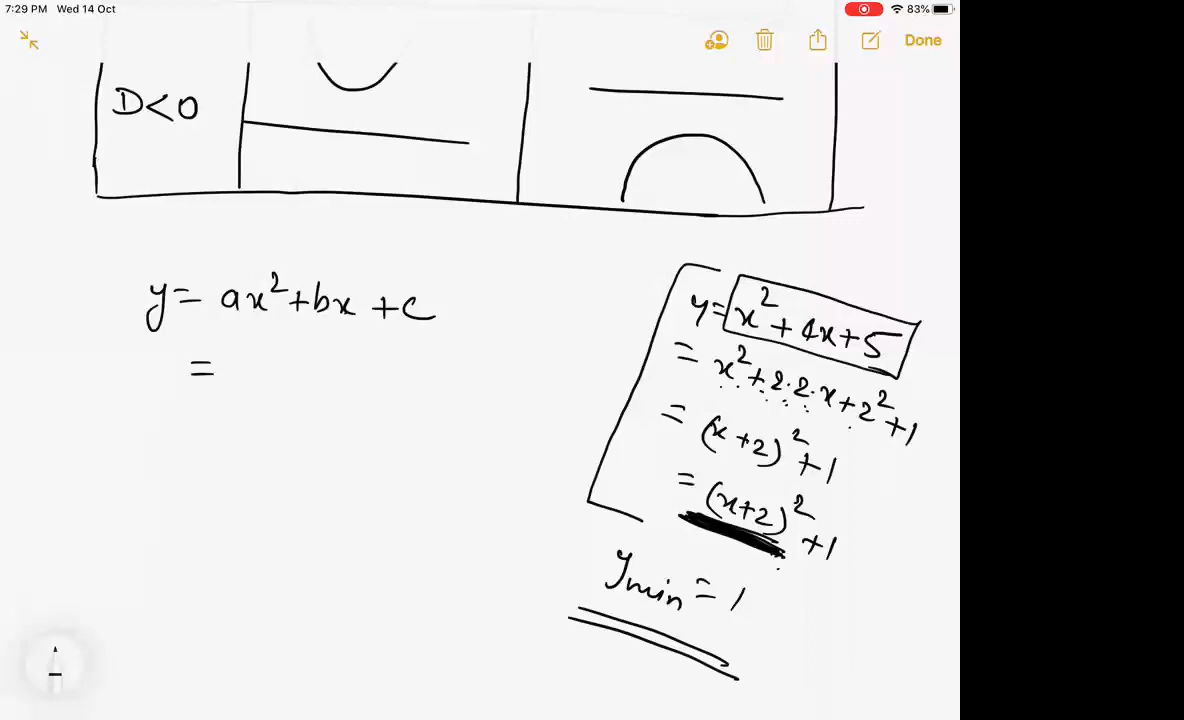 7:29 PM Wed 14 Oct
83%
Done
D<0
y= ax²+bx+c
=
y= x²+4x+5
= x²+2·2·x+2²+1
= (x+2)²+1
= (x+2)²+1
ymin = 1